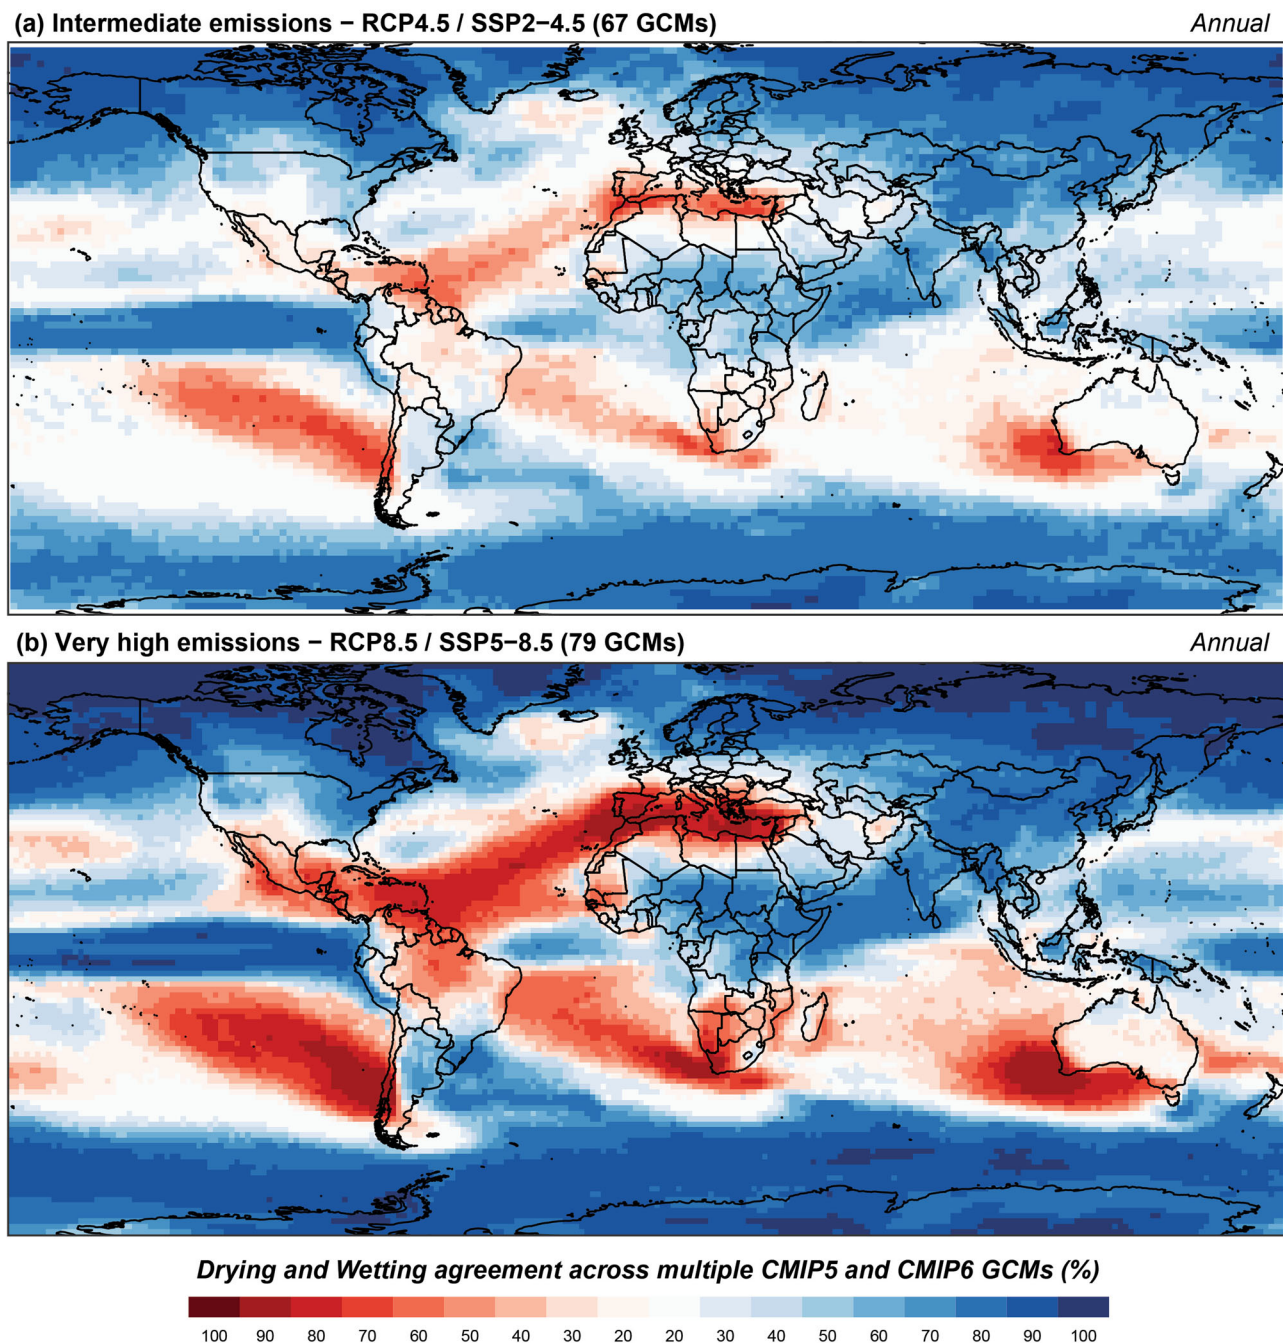 (a) Intermediate emissions − RCP4.5 / SSP2−4.5 (67 GCMs) Annual
(b) Very high emissions − RCP8.5 / SSP5−8.5 (79 GCMs) Annual
Drying and Wetting agreement across multiple CMIP5 and CMIP6 GCMs (%)
100 90 80 70 60 50 40 30 20 20 30 40 50 60 70 80 90 100